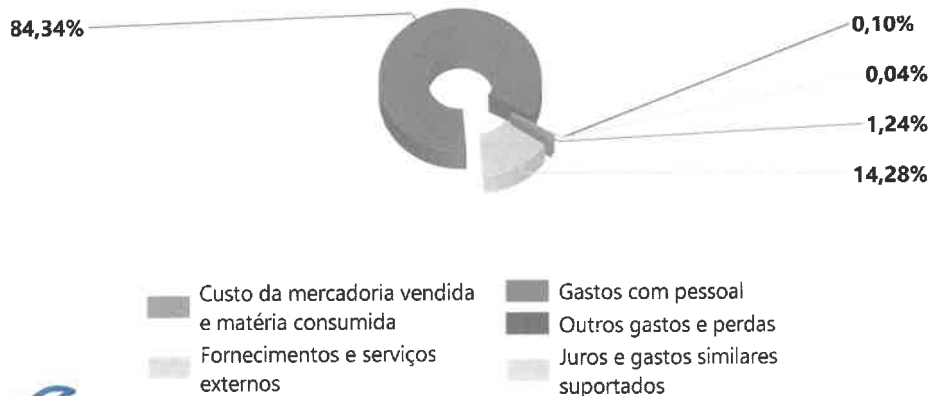 84,34%
0,10%
0,04%
1,24%
14,28%
Custo da mercadoria vendida
e matéria consumida
Fornecimentos e serviços
externos
Gastos com pessoal
Outros gastos e perdas
Juros e gastos similares
suportados